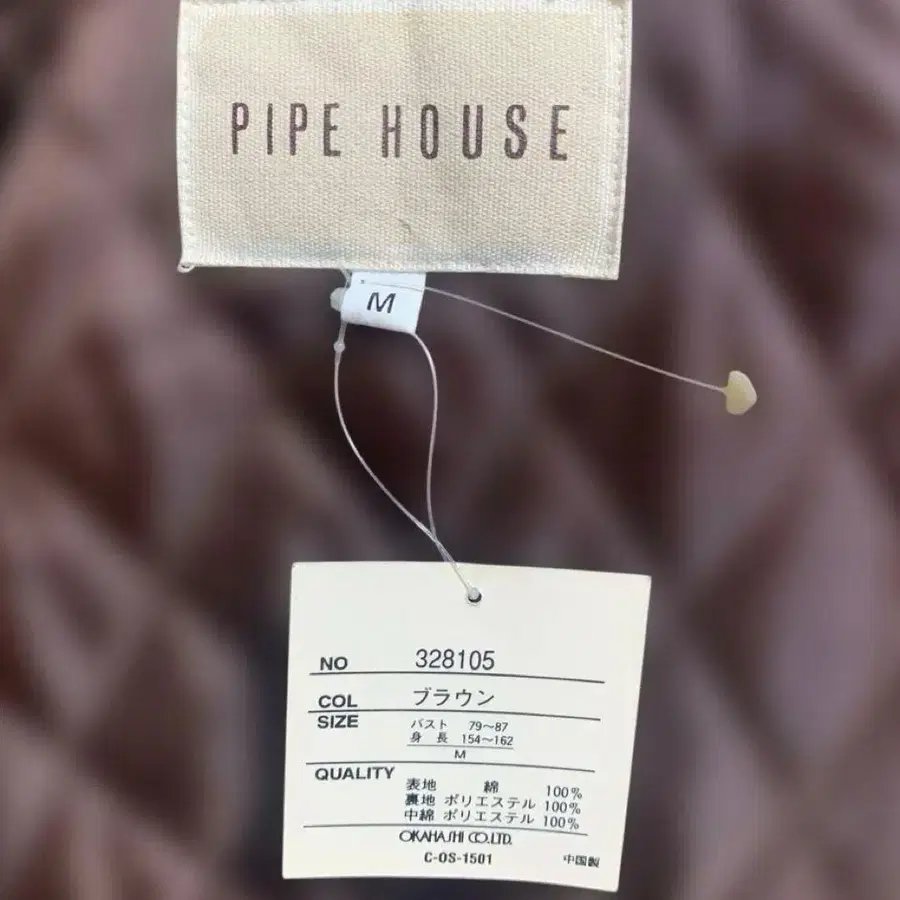 PIPE HOUSE
M
NO 328105
COL ブラウン
SIZE バスト 79～87
身長 154～162
M
QUALITY
表地 綿 100%
裏地 ポリエステル 100%
中綿 ポリエステル 100%
OKAHASHI CO.LTD.
C-OS-1501 中国製